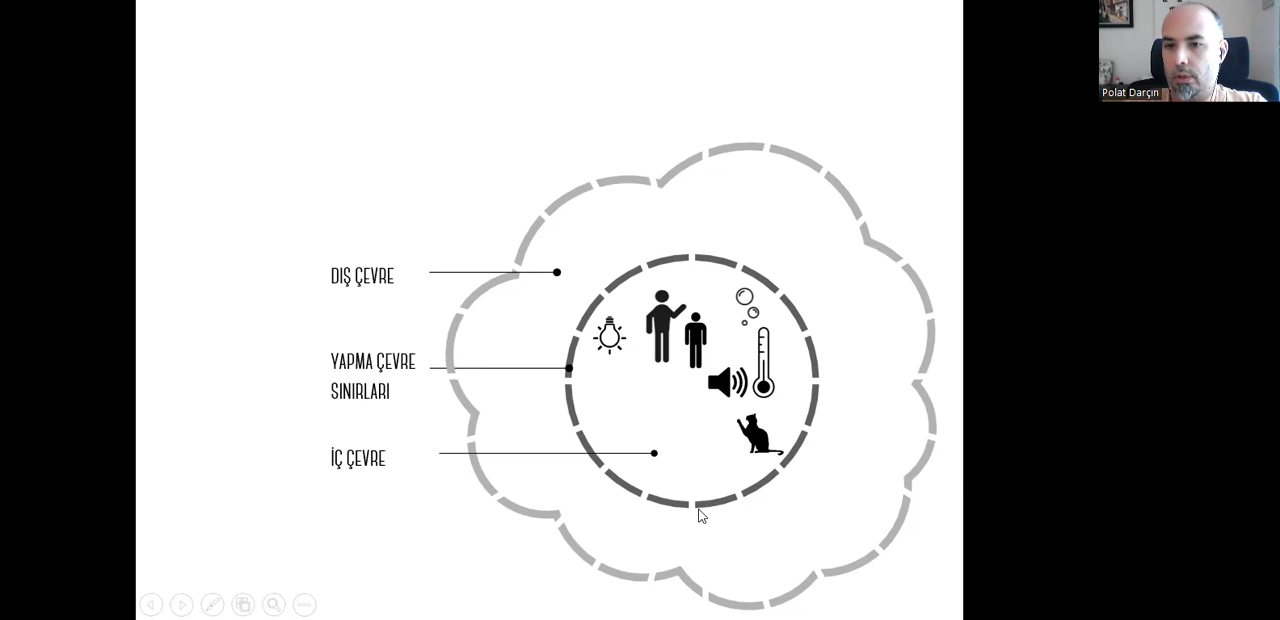 Polat Darçın
DIŞ ÇEVRE
YAPMA ÇEVRE
SINIRLARI
İÇ ÇEVRE